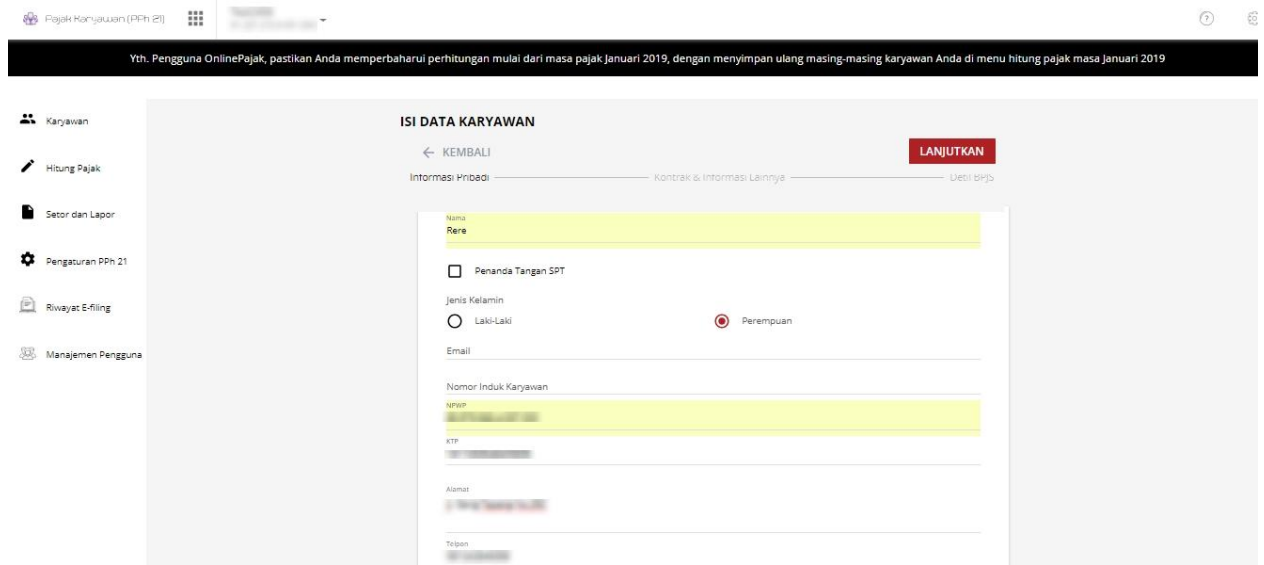 Pajak Karyawan (PPh 21)
Yth. Pengguna OnlinePajak, pastikan Anda memperbaharui perhitungan mulai dari masa pajak Januari 2019, dengan menyimpan ulang masing-masing karyawan Anda di menu hitung pajak masa Januari 2019
Karyawan
Hitung Pajak
Setor dan Lapor
Pengaturan PPh 21
Riwayat E-filing
Manajemen Pengguna
ISI DATA KARYAWAN
← KEMBALI
LANJUTKAN
Informasi Pribadi
Kontrak & Informasi Lainnya
Detil BPJS
Nama
Rere
Penanda Tangan SPT
Jenis Kelamin
Laki-Laki
Perempuan
Email
Nomor Induk Karyawan
NPWP
KTP
Alamat
Telpon